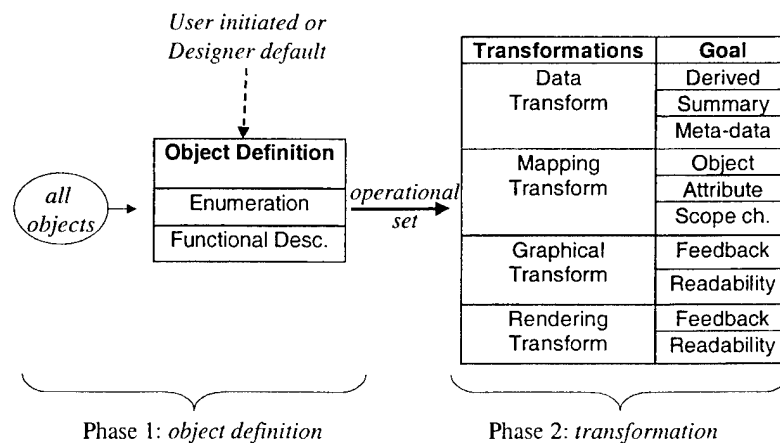 User initiated or
Designer default
all
objects
Object Definition
Enumeration
Functional Desc.
operational
set
Transformations Goal
Data
Transform
Derived
Summary
Meta-data
Mapping
Transform
Object
Attribute
Scope ch.
Graphical
Transform
Feedback
Readability
Rendering
Transform
Feedback
Readability
Phase 1: object definition
Phase 2: transformation